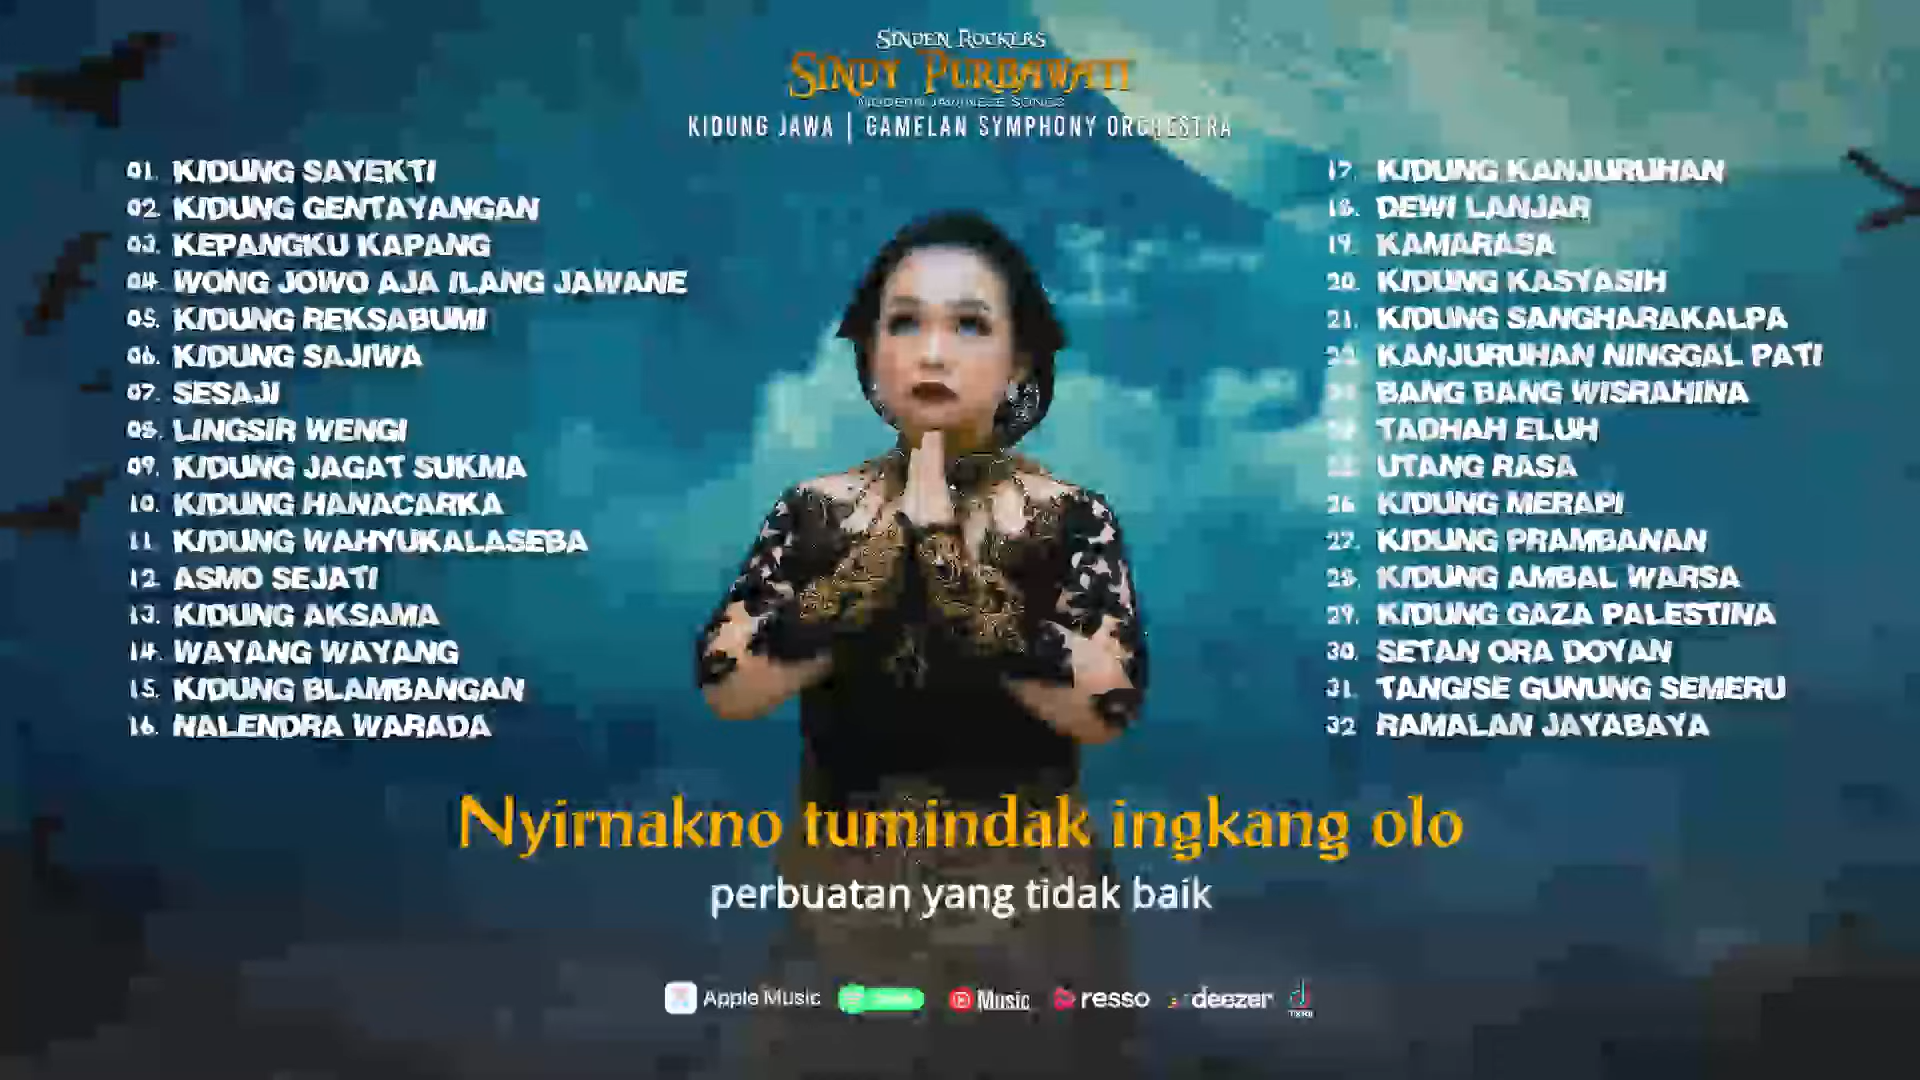 SINDEN ROCKERS
SINDY PURBAWATI
MODERN JAVANESE SONGS
KIDUNG JAWA | GAMELAN SYMPHONY ORCHESTRA
01. KIDUNG SAYEKTI
02. KIDUNG GENTAYANGAN
03. KEPANGKU KAPANG
04. WONG JOWO AJA ILANG JAWANE
05. KIDUNG REKSABUMI
06. KIDUNG SAJIWA
07. SESAJI
08. LINGSIR WENGI
09. KIDUNG JAGAT SUKMA
10. KIDUNG HANACARKA
11. KIDUNG WAHYUKALASEBA
12. ASMO SEJATI
13. KIDUNG AKSAMA
14. WAYANG WAYANG
15. KIDUNG BLAMBANGAN
16. NALENDRA WARADA
17. KIDUNG KANJURUHAN
18. DEWI LANJAR
19. KAMARASA
20. KIDUNG KASYASIH
21. KIDUNG SANGHARAKALPA
22. KANJURUHAN NINGGAL PATI
BANG BANG WISRAHINA
TADHAH ELUH
UTANG RASA
26. KIDUNG MERAPI
27. KIDUNG PRAMBANAN
28. KIDUNG AMBAL WARSA
29. KIDUNG GAZA PALESTINA
30. SETAN ORA DOYAN
31. TANGISE GUNUNG SEMERU
32. RAMALAN JAYABAYA
Nyirnakno tumindak ingkang olo
perbuatan yang tidak baik
Apple Music
Music
resso
deezer